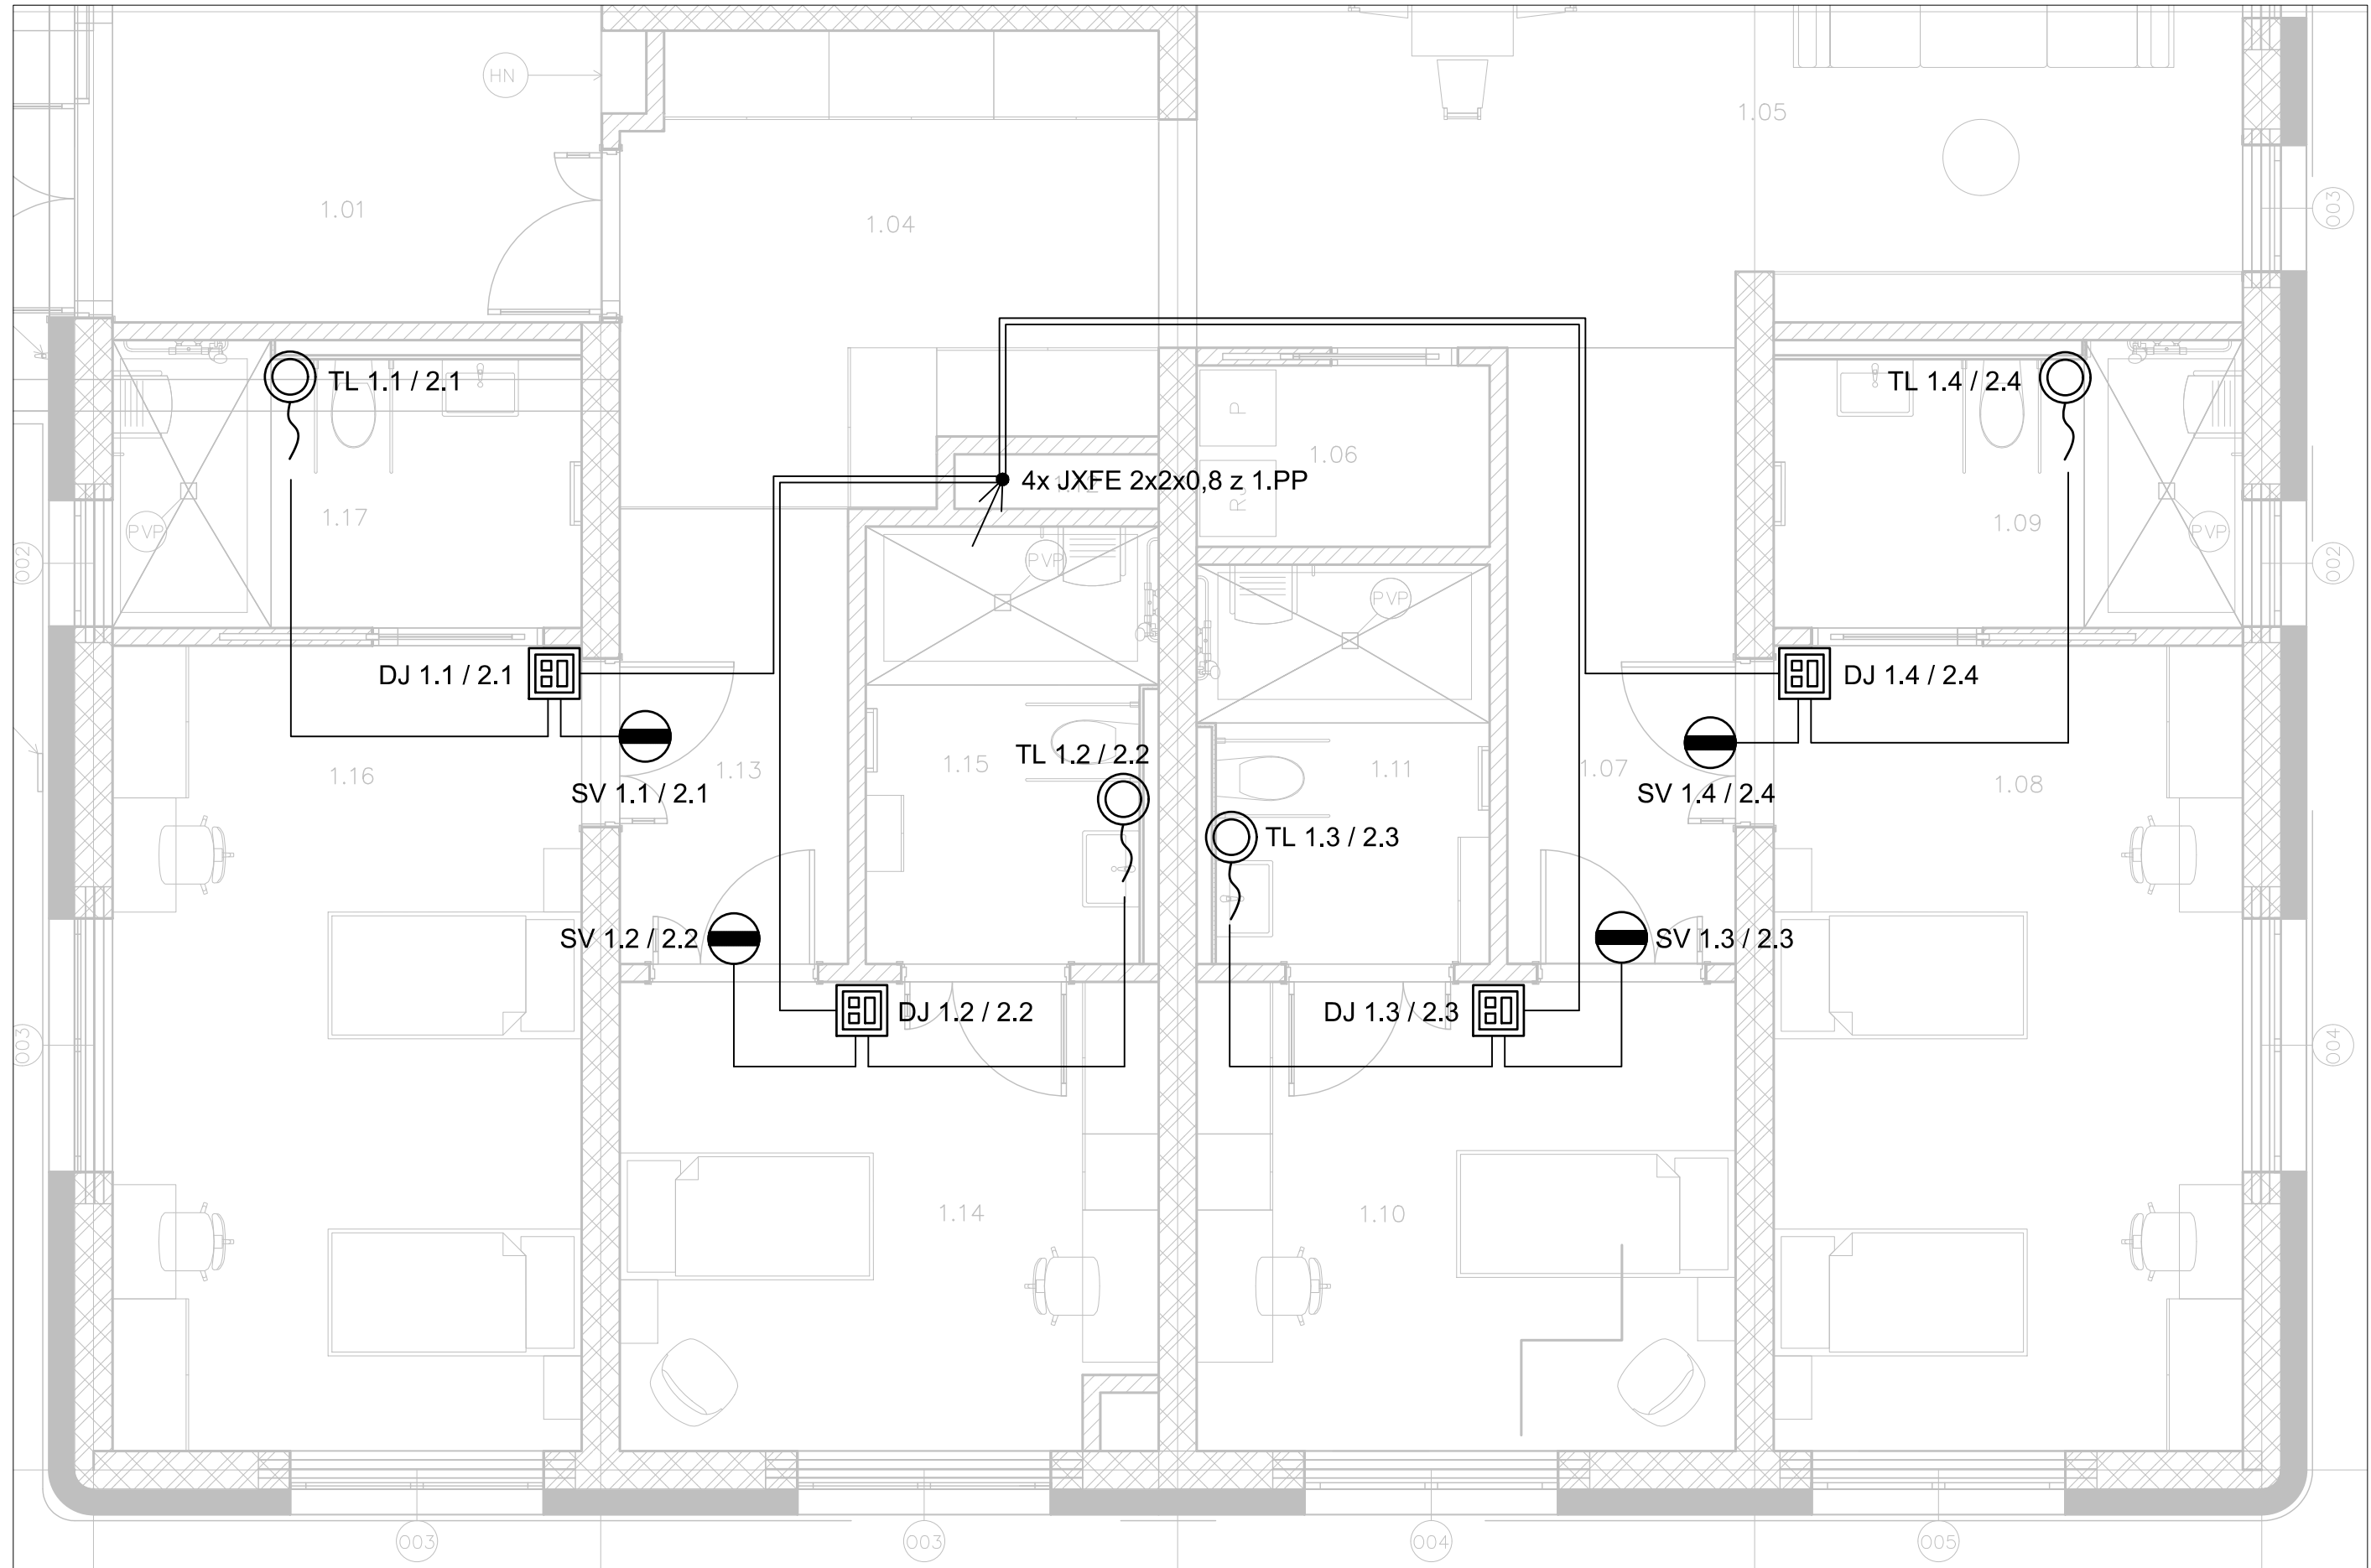 HN
1.05
1.01
1.04
003
TL 1.1 / 2.1
TL 1.4 / 2.4
P
1.06
4x JXFE 2x2x0,8 z 1.PP
1.17
1.09
PVP
PVP
PVP
PVP
002
002
DJ 1.1 / 2.1
DJ 1.4 / 2.4
TL 1.2 / 2.2
1.16
1.13
1.15
1.11
1.07
1.08
SV 1.1 / 2.1
SV 1.4 / 2.4
TL 1.3 / 2.3
SV 1.2 / 2.2
SV 1.3 / 2.3
DJ 1.2 / 2.2
DJ 1.3 / 2.3
003
004
1.14
1.10
003
003
004
005